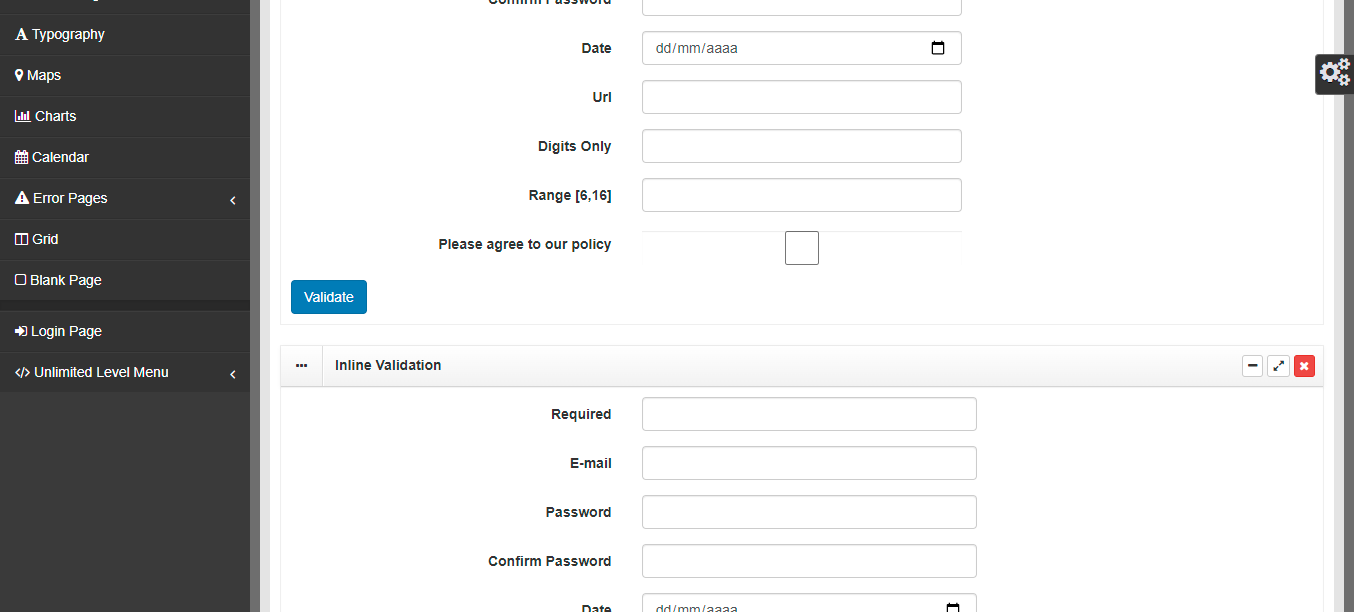 Typography
Maps
Charts
Calendar
Error Pages
Grid
Blank Page
Login Page
Unlimited Level Menu
Confirm Password
Date dd/mm/aaaa
Url
Digits Only
Range [6,16]
Please agree to our policy
Validate
Inline Validation
Required
E-mail
Password
Confirm Password
Date dd/mm/aaaa